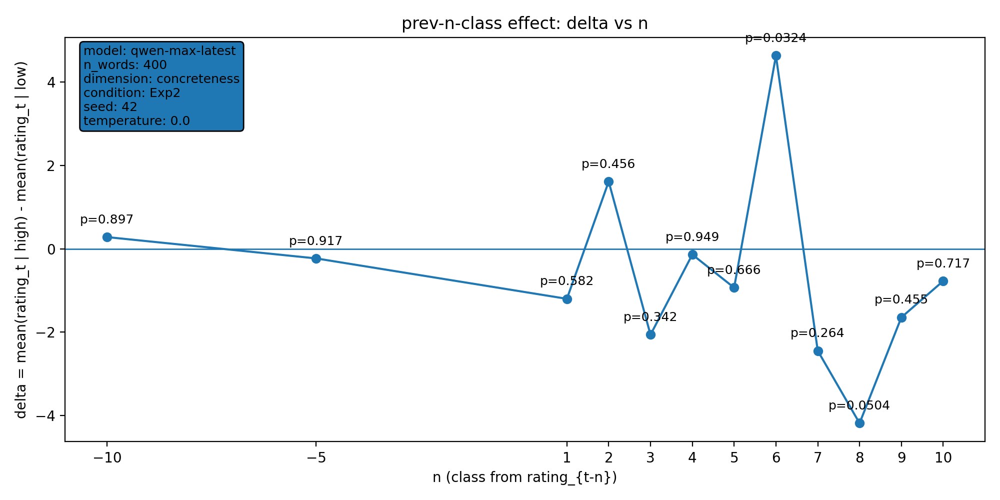 prev-n-class effect: delta vs n
model: qwen-max-latest
n_words: 400
dimension: concreteness
condition: Exp2
seed: 42
temperature: 0.0
delta = mean(rating_t | high) - mean(rating_t | low)
4
2
0
−2
−4
p=0.897
p=0.917
p=0.582
p=0.456
p=0.342
p=0.949
p=0.666
p=0.0324
p=0.264
p=0.0504
p=0.455
p=0.717
−10 −5 1 2 3 4 5 6 7 8 9 10
n (class from rating_{t-n})